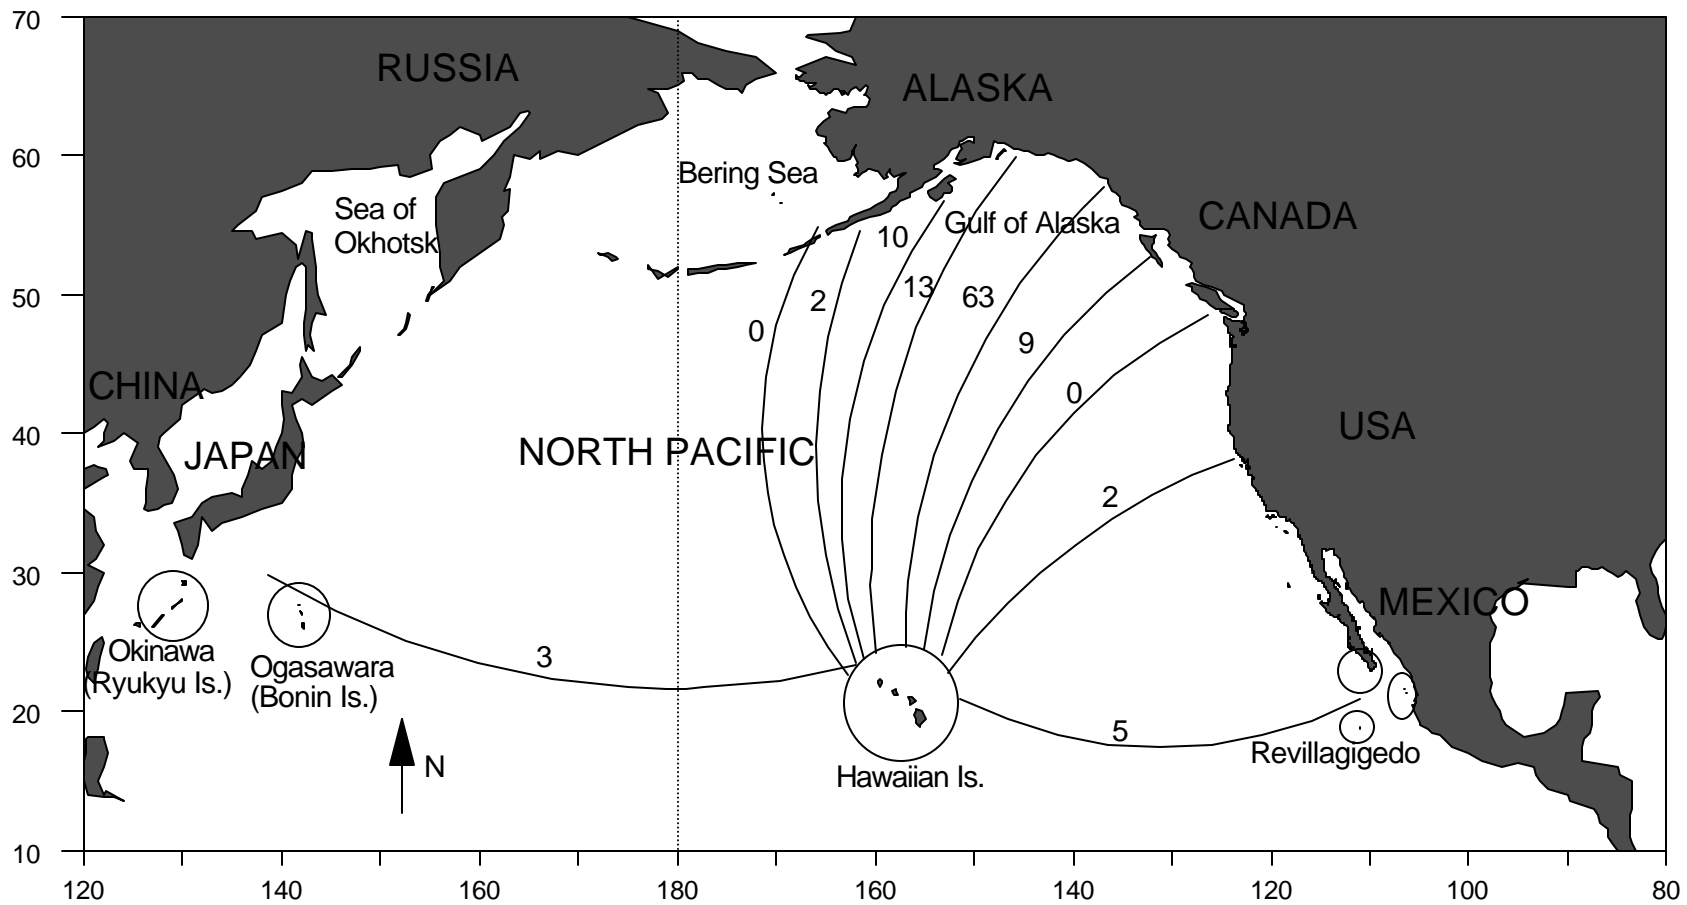 70
RUSSIA
ALASKA
60
Bering Sea
Sea of
Okhotsk
CANADA
10
Gulf of Alaska
50
13
63
2
0
9
CHINA
0
40
USA
JAPAN
NORTH PACIFIC
2
30
MEXICO
Okinawa
(Ryukyu Is.)
Ogasawara
(Bonin Is.)
3
20
5
Revillagigedo
N
Hawaiian Is.
10
120
140
160
180
160
140
120
100
80